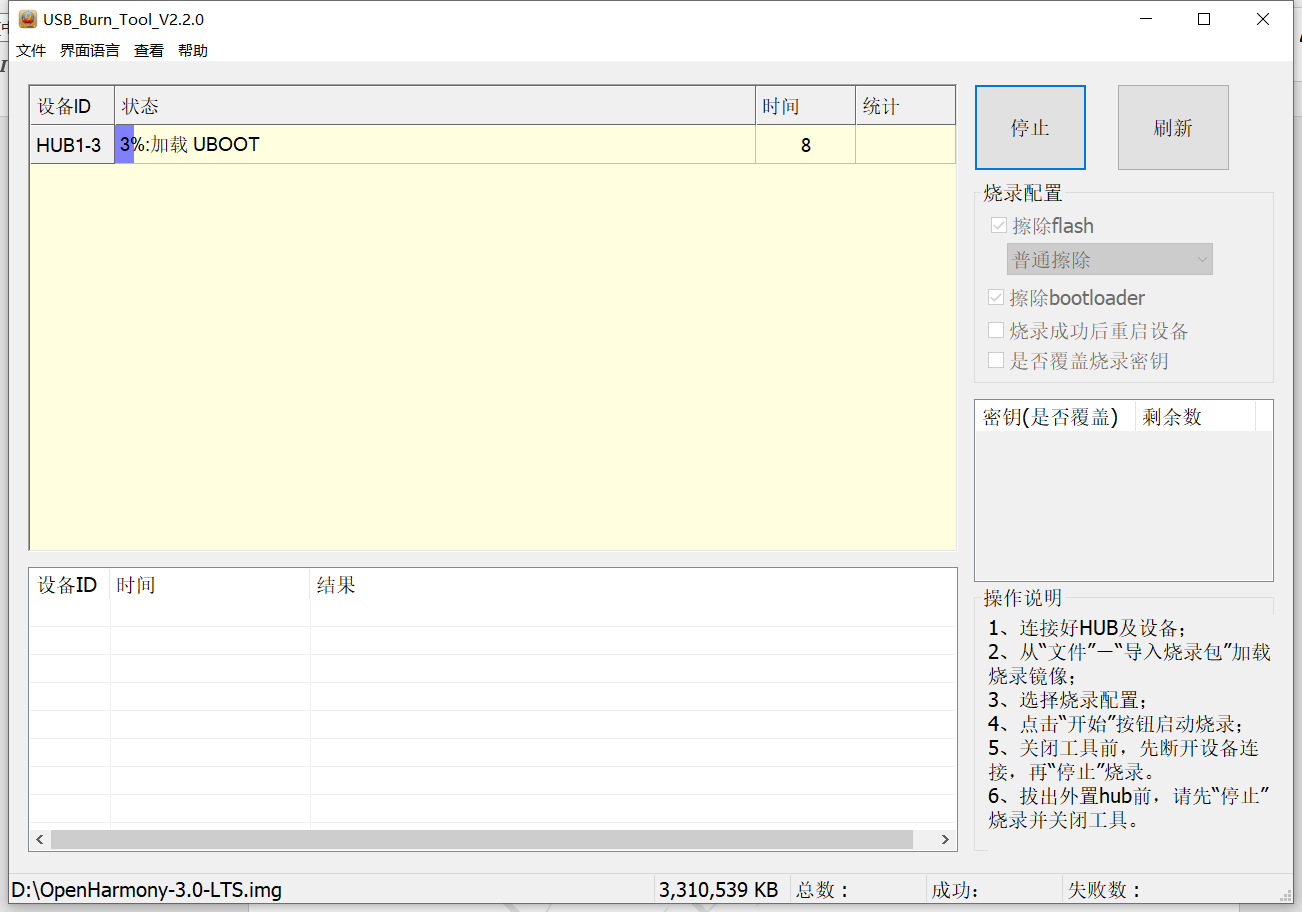 USB_Burn_Tool_V2.2.0
文件 界面语言 查看 帮助
设备ID 状态 时间 统计
HUB1-3 3%:加载 UBOOT 8
停止 刷新
烧录配置
擦除flash
普通擦除
擦除bootloader
烧录成功后重启设备
是否覆盖烧录密钥
密钥(是否覆盖) 剩余数
设备ID 时间 结果
操作说明
1、连接好HUB及设备；
2、从“文件”—“导入烧录包”加载
烧录镜像；
3、选择烧录配置；
4、点击“开始”按钮启动烧录；
5、关闭工具前，先断开设备连
接，再“停止”烧录。
6、拔出外置hub前，请先“停止”
烧录并关闭工具。
D:\OpenHarmony-3.0-LTS.img 3,310,539 KB 总数： 成功: 失败数：